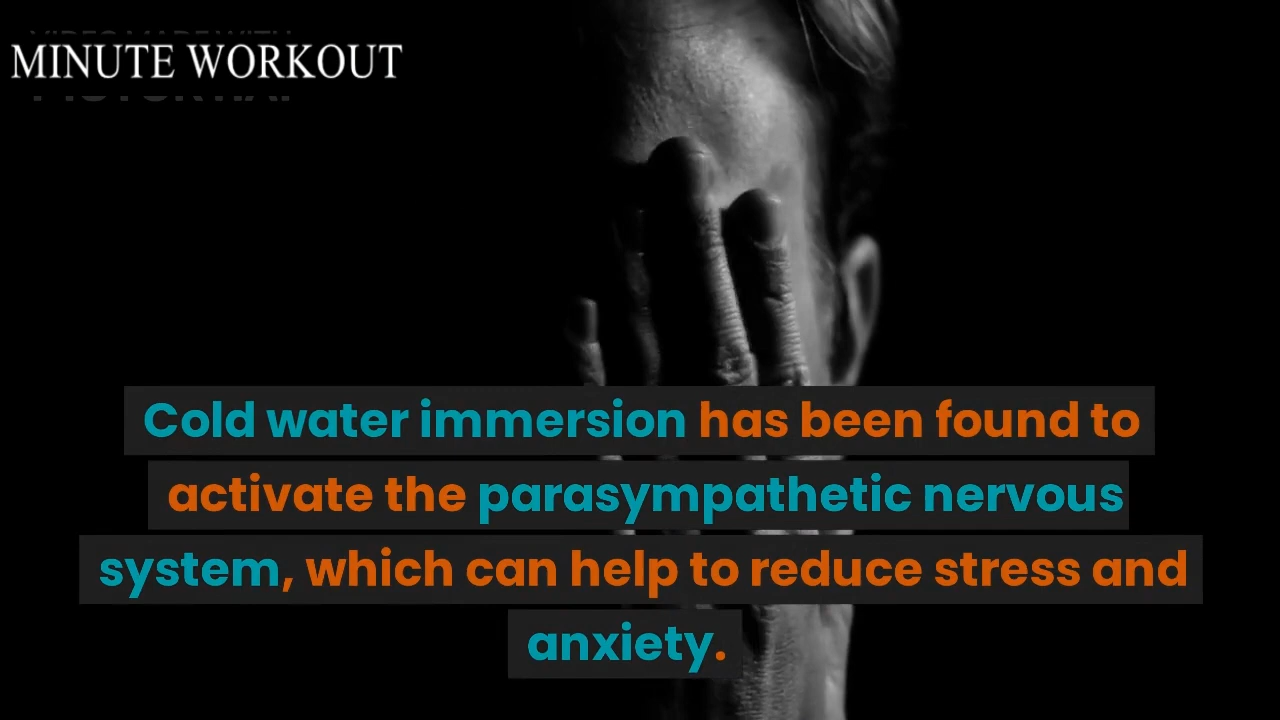 MINUTE WORKOUT
Cold water immersion has been found to
activate the parasympathetic nervous
system, which can help to reduce stress and
anxiety.